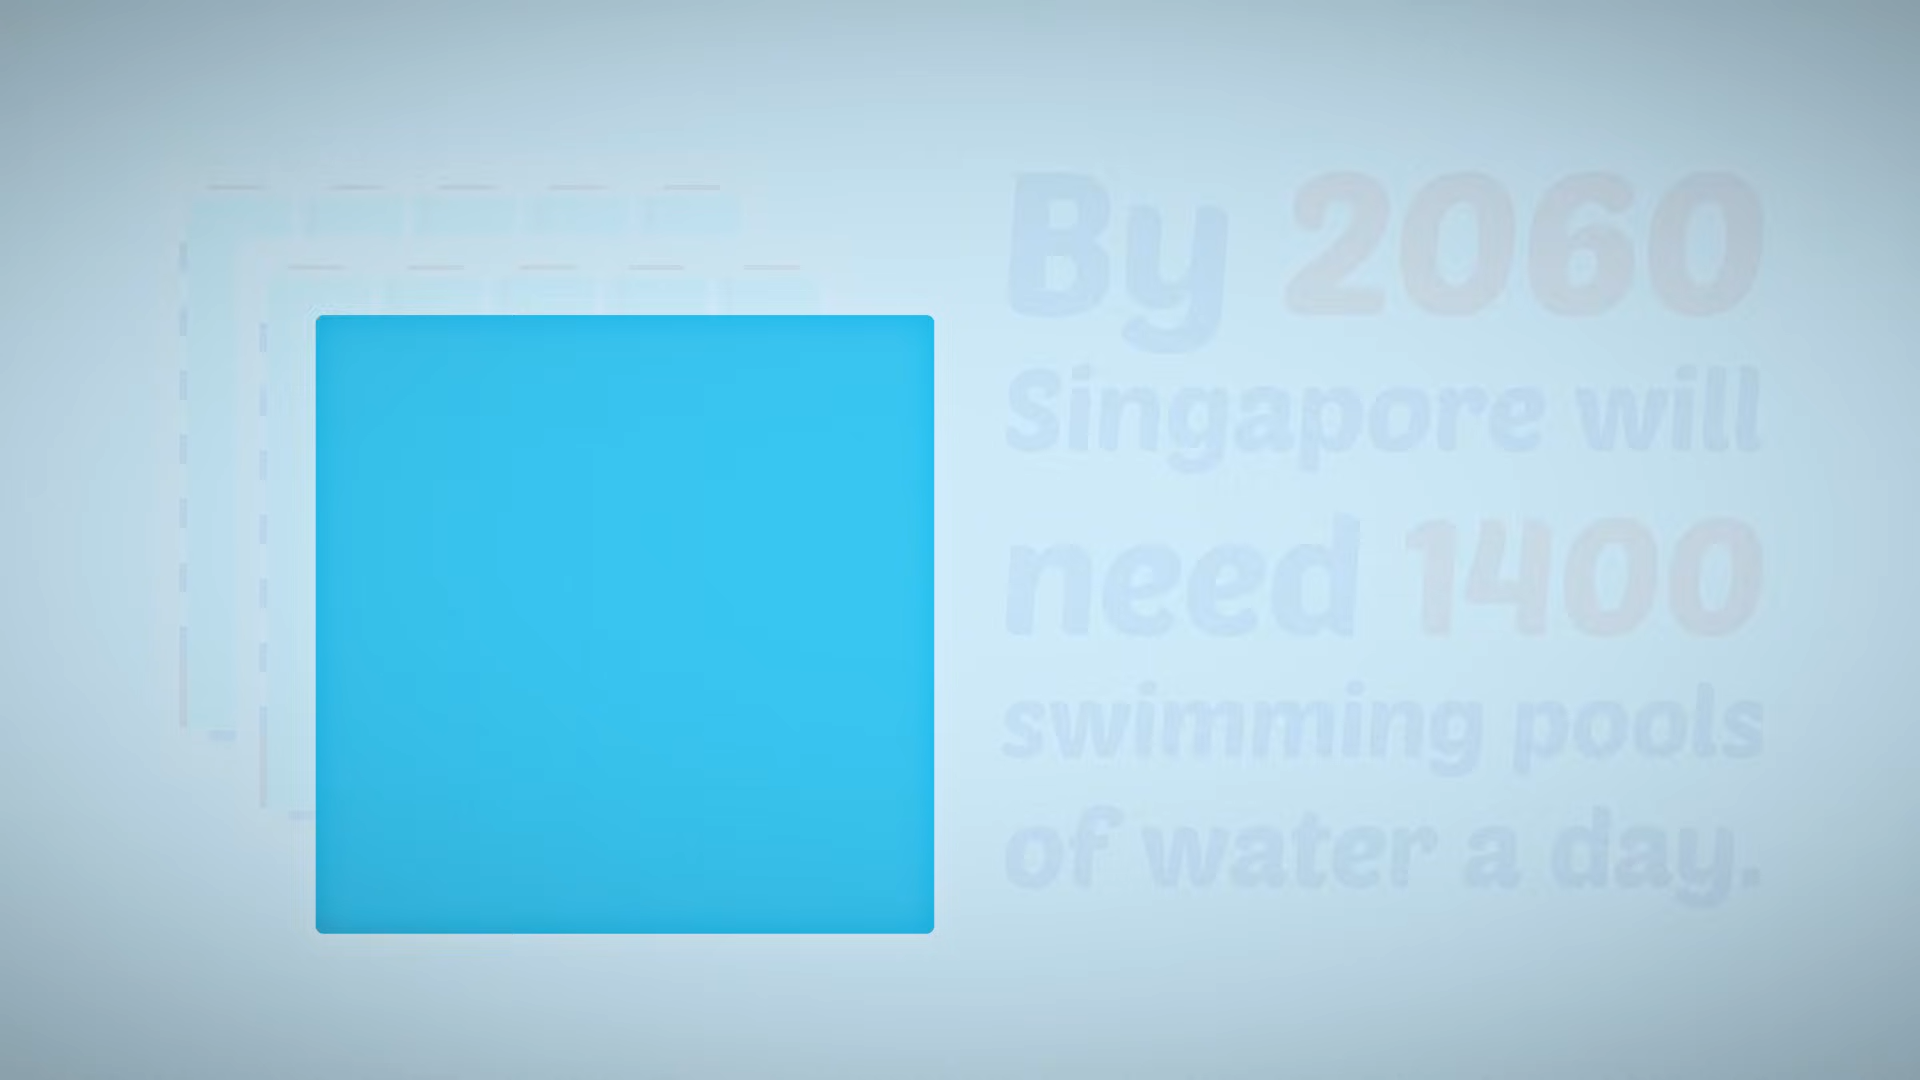 By 2060
Singapore will
need 1400
swimming pools
of water a day.